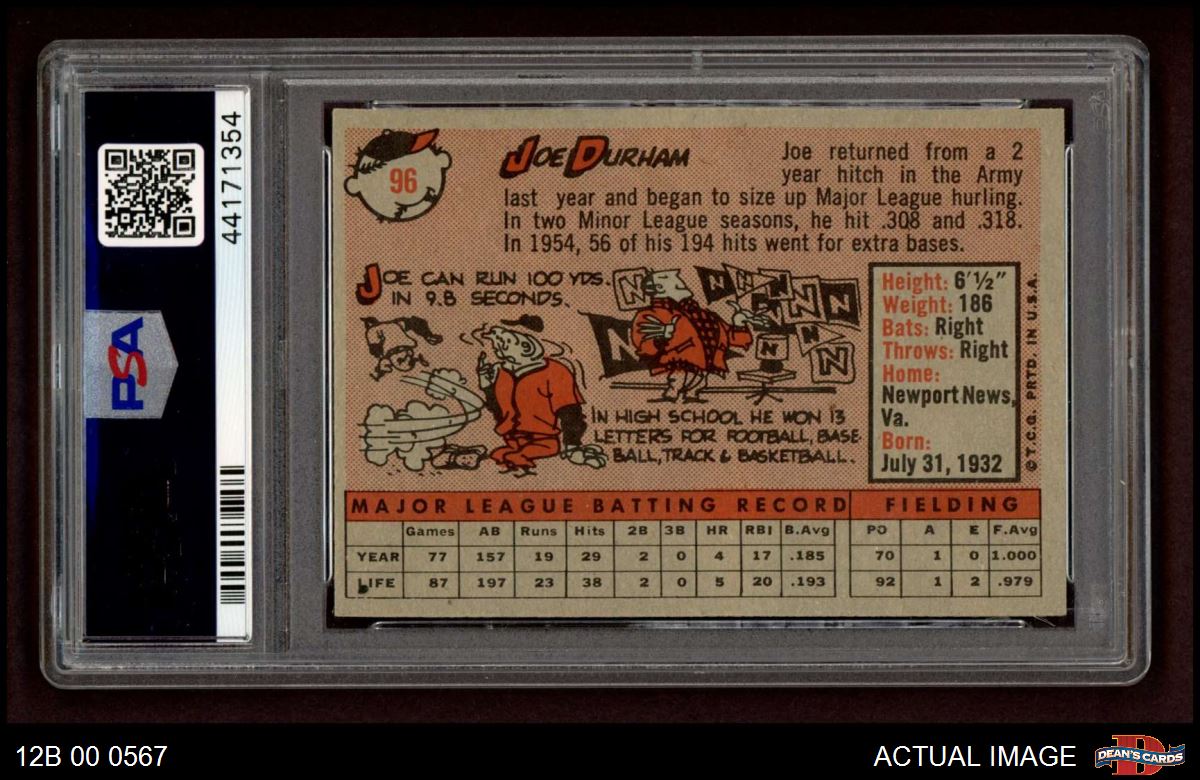 44171354
PSA
96
JOE DURHAM
Joe returned from a 2
year hitch in the Army
last year and began to size up Major League hurling.
In two Minor League seasons, he hit .308 and .318.
In 1954, 56 of his 194 hits went for extra bases.
JOE CAN RUN 100 YDS.
IN 9.8 SECONDS.
N N N N N N N N N
IN HIGH SCHOOL HE WON 13
LETTERS FOR FOOTBALL, BASE
BALL, TRACK & BASKETBALL.
Height: 6'½"
Weight: 186
Bats: Right
Throws: Right
Home:
Newport News,
Va.
Born:
July 31, 1932
© T.C.G. PRTD. IN U.S.A.
MAJOR LEAGUE BATTING RECORD FIELDING
Games AB Runs Hits 2B 3B HR RBI B.Avg PO A E F.Avg
YEAR 77 157 19 29 2 0 4 17 .185 70 1 0 1.000
LIFE 87 197 23 38 2 0 5 20 .193 92 1 2 .979
12B 00 0567
ACTUAL IMAGE
DEAN'S CARDS